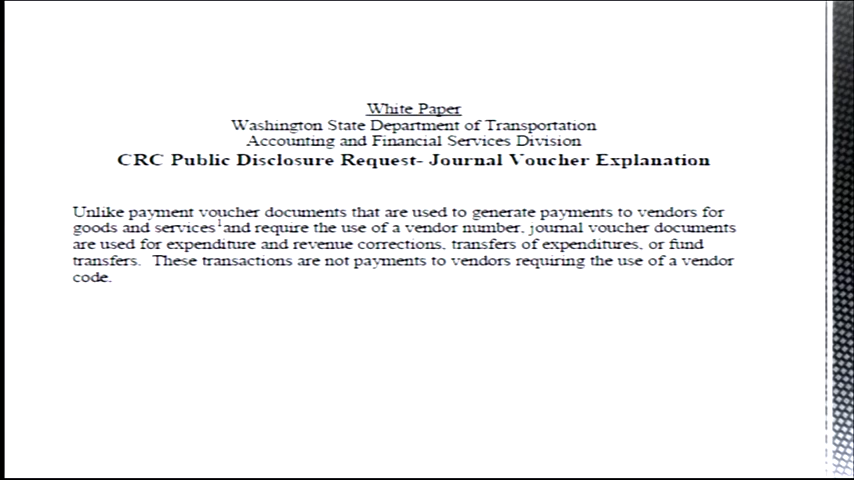 White Paper
Washington State Department of Transportation
Accounting and Financial Services Division
CRC Public Disclosure Request- Journal Voucher Explanation
Unlike payment voucher documents that are used to generate payments to vendors for
goods and services¹ and require the use of a vendor number, journal voucher documents
are used for expenditure and revenue corrections, transfers of expenditures, or fund
transfers. These transactions are not payments to vendors requiring the use of a vendor
code.